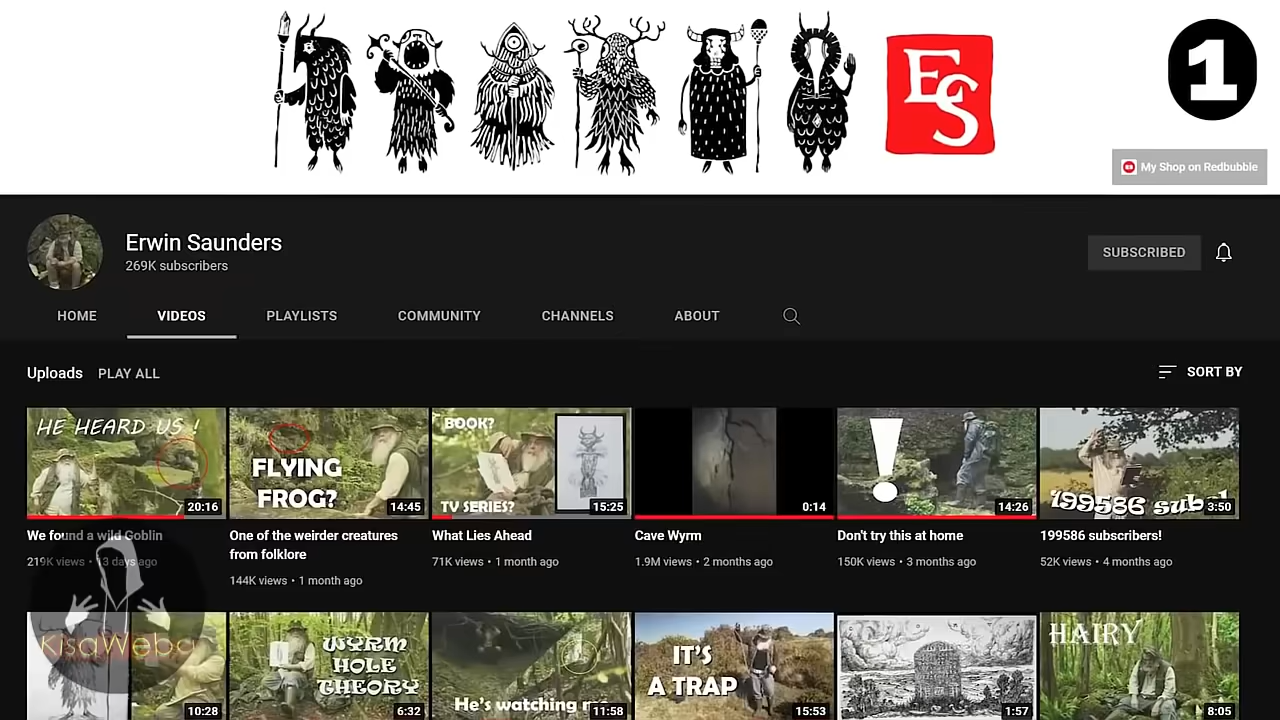 ES
1
My Shop on Redbubble
Erwin Saunders
269K subscribers
SUBSCRIBED
HOME
VIDEOS
PLAYLISTS
COMMUNITY
CHANNELS
ABOUT
Uploads
PLAY ALL
SORT BY
HE HEARD US !
20:16
FLYING
FROG?
14:45
BOOK?
TV SERIES?
15:25
0:14
14:26
199586 subs!
3:50
We found a wild Goblin
219K views • 13 days ago
One of the weirder creatures
from folklore
144K views • 1 month ago
What Lies Ahead
71K views • 1 month ago
Cave Wyrm
1.9M views • 2 months ago
Don't try this at home
150K views • 3 months ago
199586 subscribers!
52K views • 4 months ago
KisaWeba
10:28
WYRM
HOLE
THEORY
6:32
He's watching
11:58
IT'S
A TRAP
15:53
1:57
HAIRY
8:05